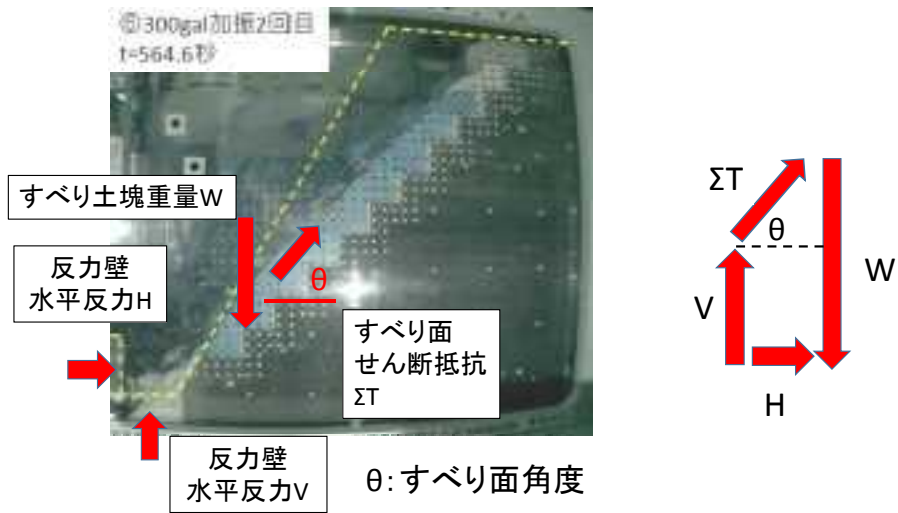 ⑥300gal加振2回目
t=564.6秒
すべり土塊重量W
反力壁
水平反力H
θ
すべり面
せん断抵抗
ΣT
反力壁
水平反力V
θ:すべり面角度
ΣT
θ
W
V
H